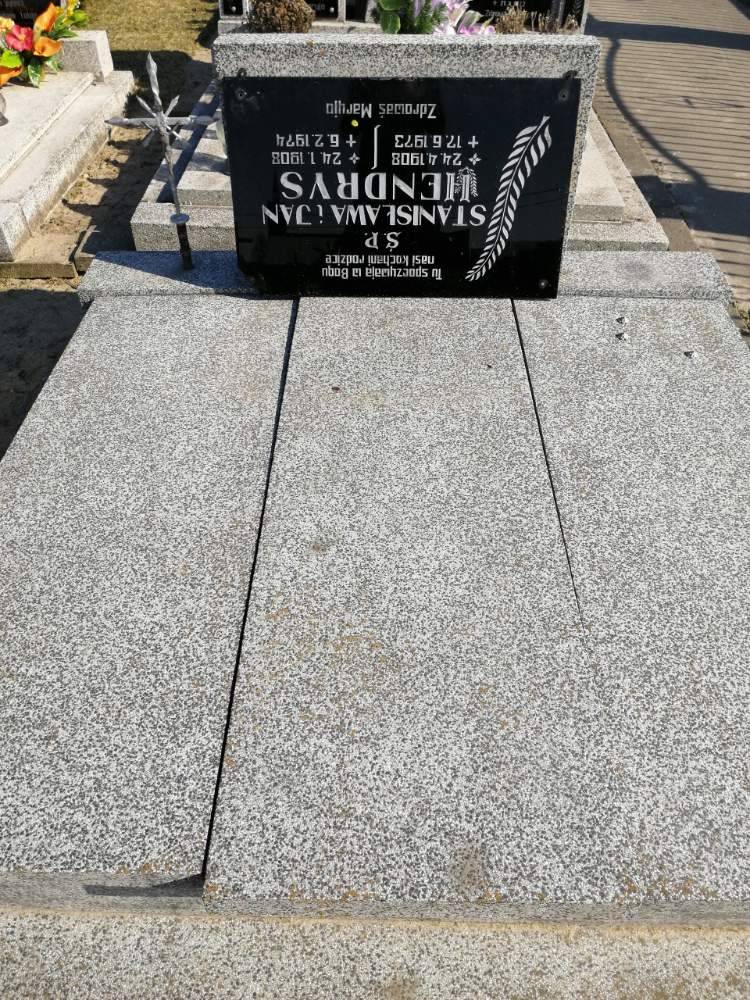 Tu spoczywają w Bogu
nasi kochani rodzice
Ś.P.
STANISŁAWA i JAN
24.4.1908 24.1.1908
17.6.1973 6.2.1974
Zdrowaś Maryjo